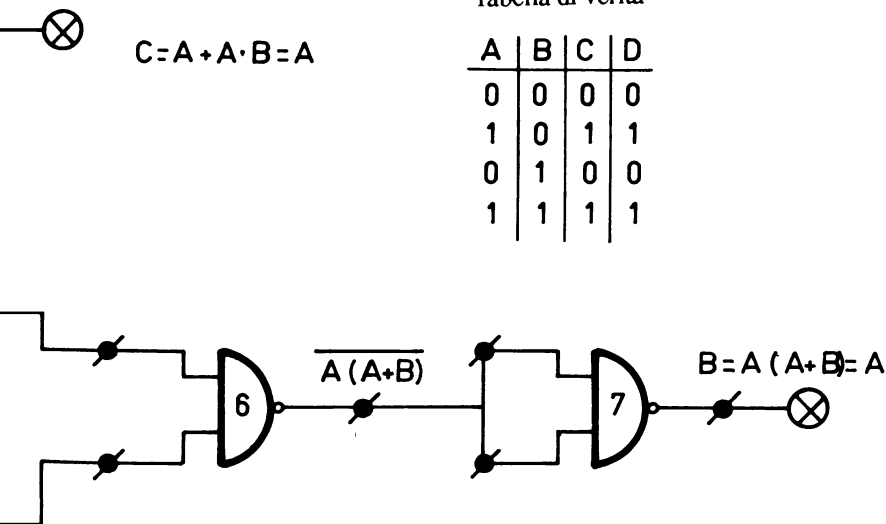 Tabella di verità
C=A+A·B=A
A B C D
0 0 0 0
1 0 1 1
0 1 0 0
1 1 1 1
A(A+B)
B=A(A+B)=A
6
7